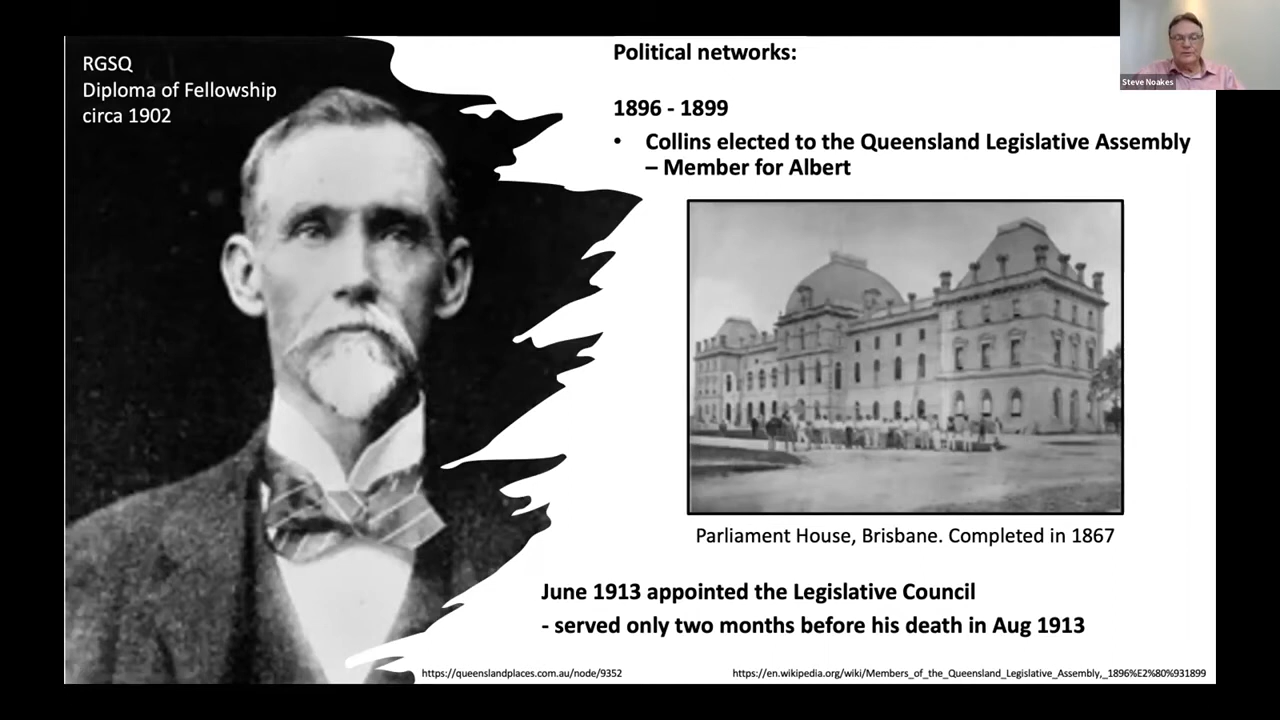 RGSQ
Diploma of Fellowship
circa 1902
Political networks:
1896 - 1899
• Collins elected to the Queensland Legislative Assembly
– Member for Albert
Parliament House, Brisbane. Completed in 1867
June 1913 appointed the Legislative Council
- served only two months before his death in Aug 1913
https://queenslandplaces.com.au/node/9352
https://en.wikipedia.org/wiki/Members_of_the_Queensland_Legislative_Assembly,_1896%E2%80%931899
Steve Noakes